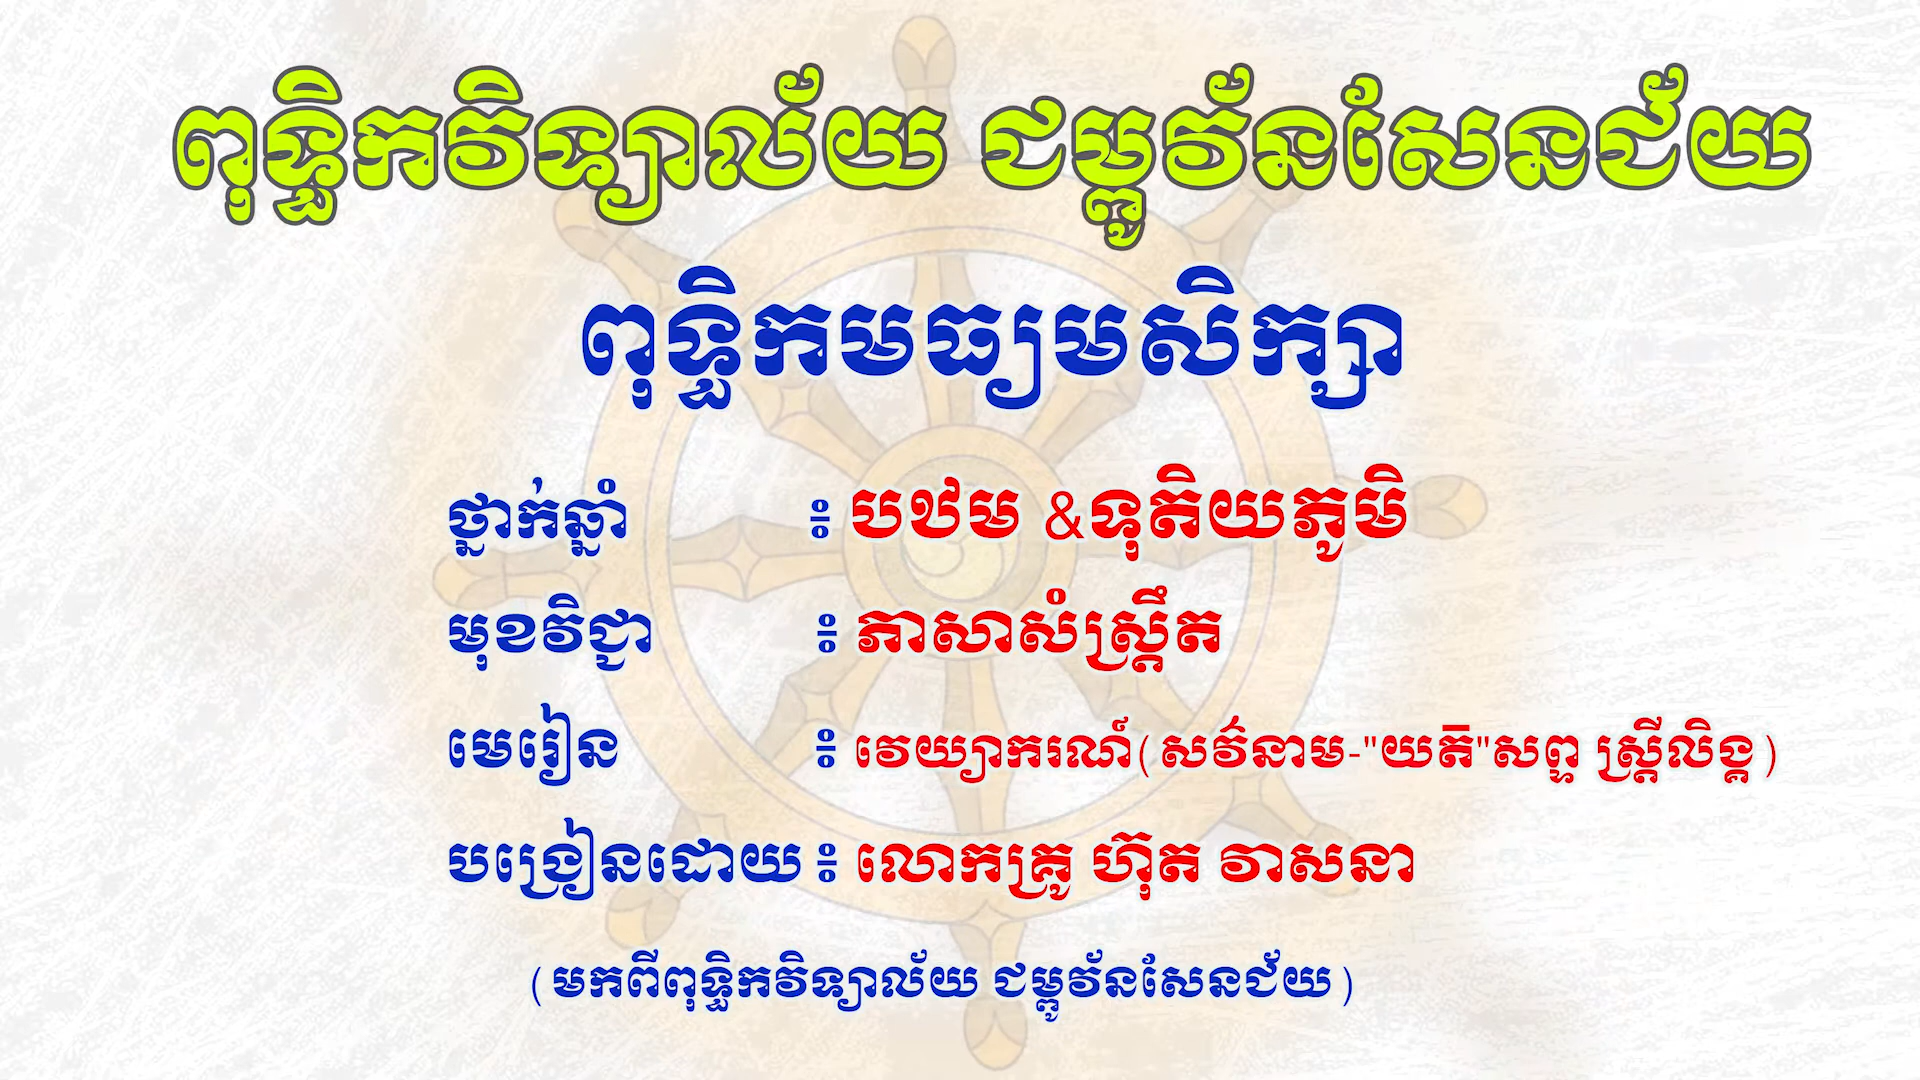 ពុទ្ធិកវិទ្យាល័យ ជម្ពូវ័នសែនជ័យ
ពុទ្ធិកមធ្យមសិក្សា
ថ្នាក់ឆ្នាំ ៖ បឋម &ទុតិយភូមិ
មុខវិជ្ជា ៖ ភាសាសំស្ត្រឹត
មេរៀន ៖ វេយ្យាករណ៍(សវ៌នាម-"យត៑"សព្ទ ស្ត្រីលិង្គ)
បង្រៀនដោយ ៖ លោកគ្រូ ហ៊ុត វាសនា
(មកពីពុទ្ធិកវិទ្យាល័យ ជម្ពូវ័នសែនជ័យ)